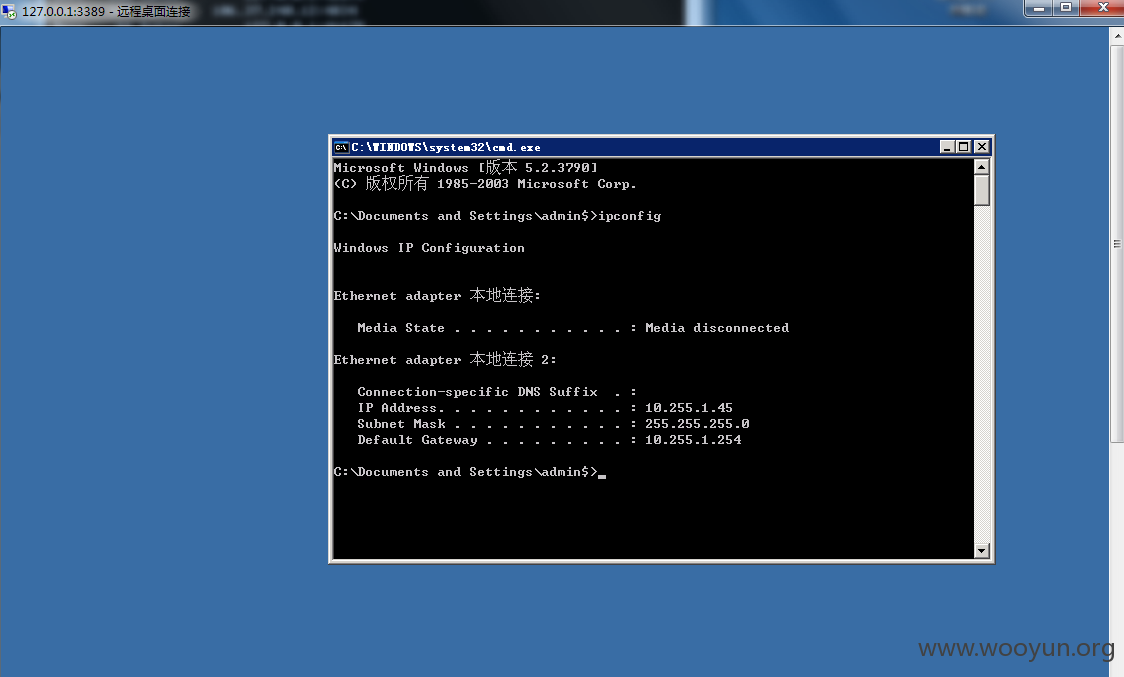 127.0.0.1:3389 - 远程桌面连接
C:\WINDOWS\system32\cmd.exe
Microsoft Windows [版本 5.2.3790]
(C) 版权所有 1985-2003 Microsoft Corp.
C:\Documents and Settings\admin$>ipconfig
Windows IP Configuration
Ethernet adapter 本地连接:
Media State . . . . . . . . . . . : Media disconnected
Ethernet adapter 本地连接 2:
Connection-specific DNS Suffix  . :
IP Address. . . . . . . . . . . . : 10.255.1.45
Subnet Mask . . . . . . . . . . . : 255.255.255.0
Default Gateway . . . . . . . . . : 10.255.1.254
C:\Documents and Settings\admin$>_
www.wooyun.org